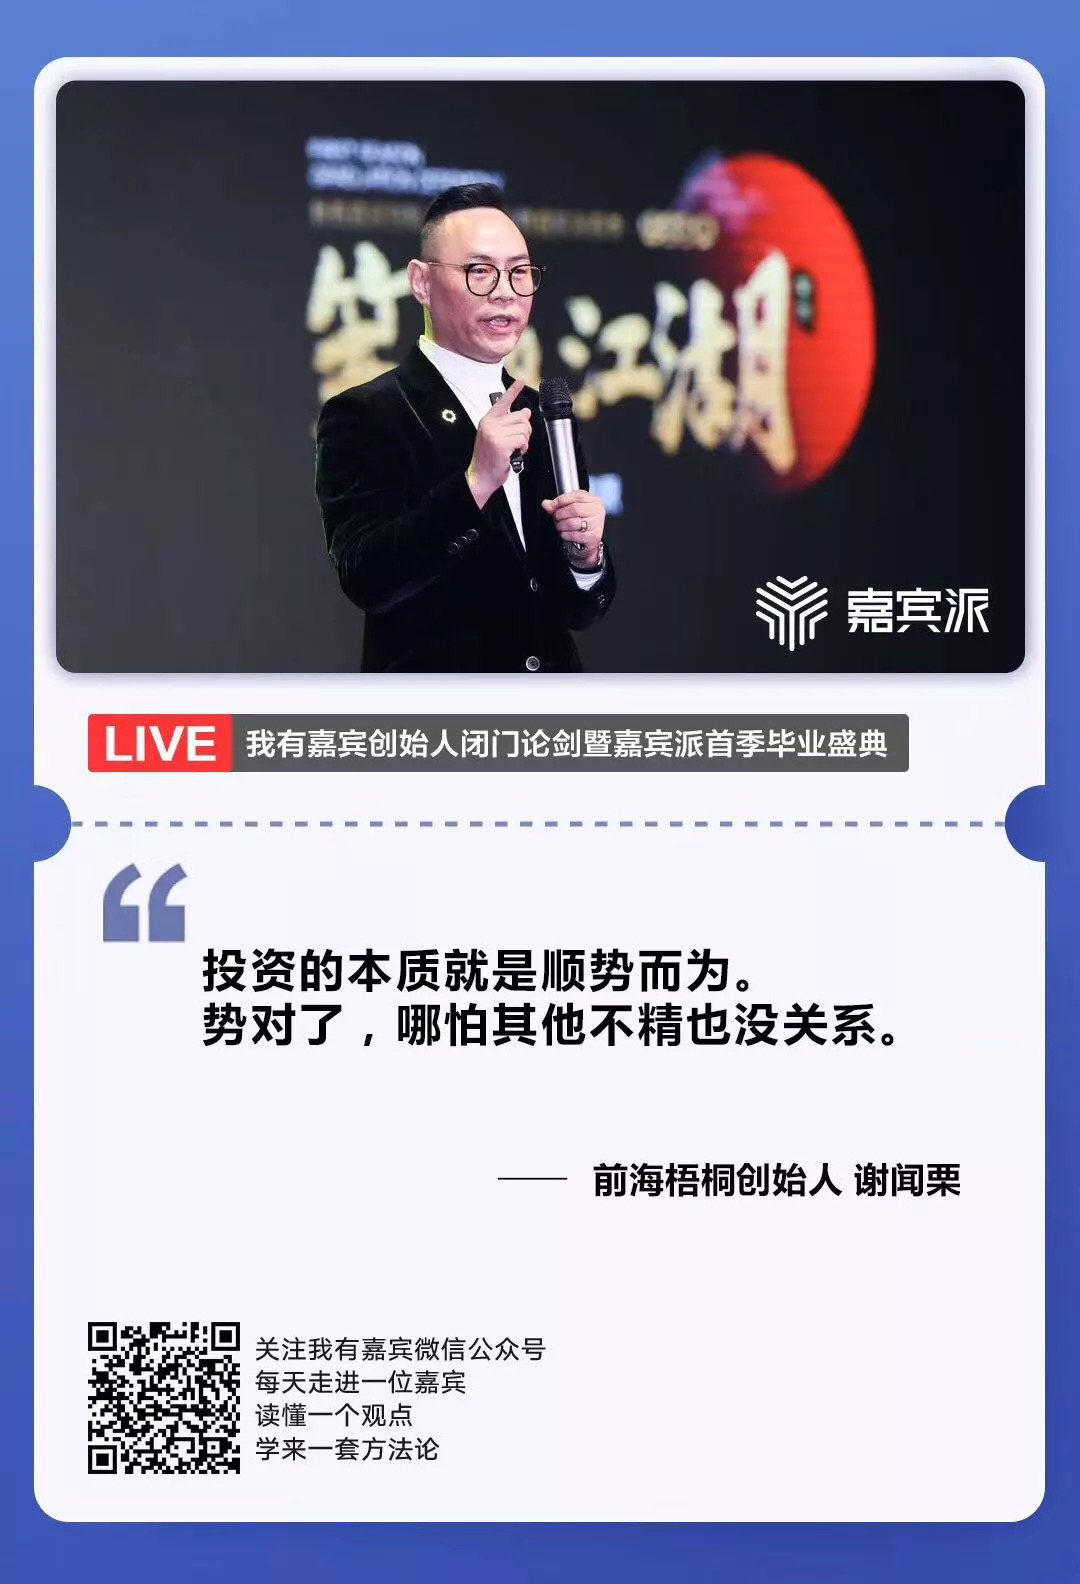 江湖
嘉宾派
LIVE 我有嘉宾创始人闭门论剑暨嘉宾派首季毕业盛典
投资的本质就是顺势而为。
势对了，哪怕其他不精也没关系。
—— 前海梧桐创始人 谢闻栗
关注我有嘉宾微信公众号
每天走进一位嘉宾
读懂一个观点
学来一套方法论